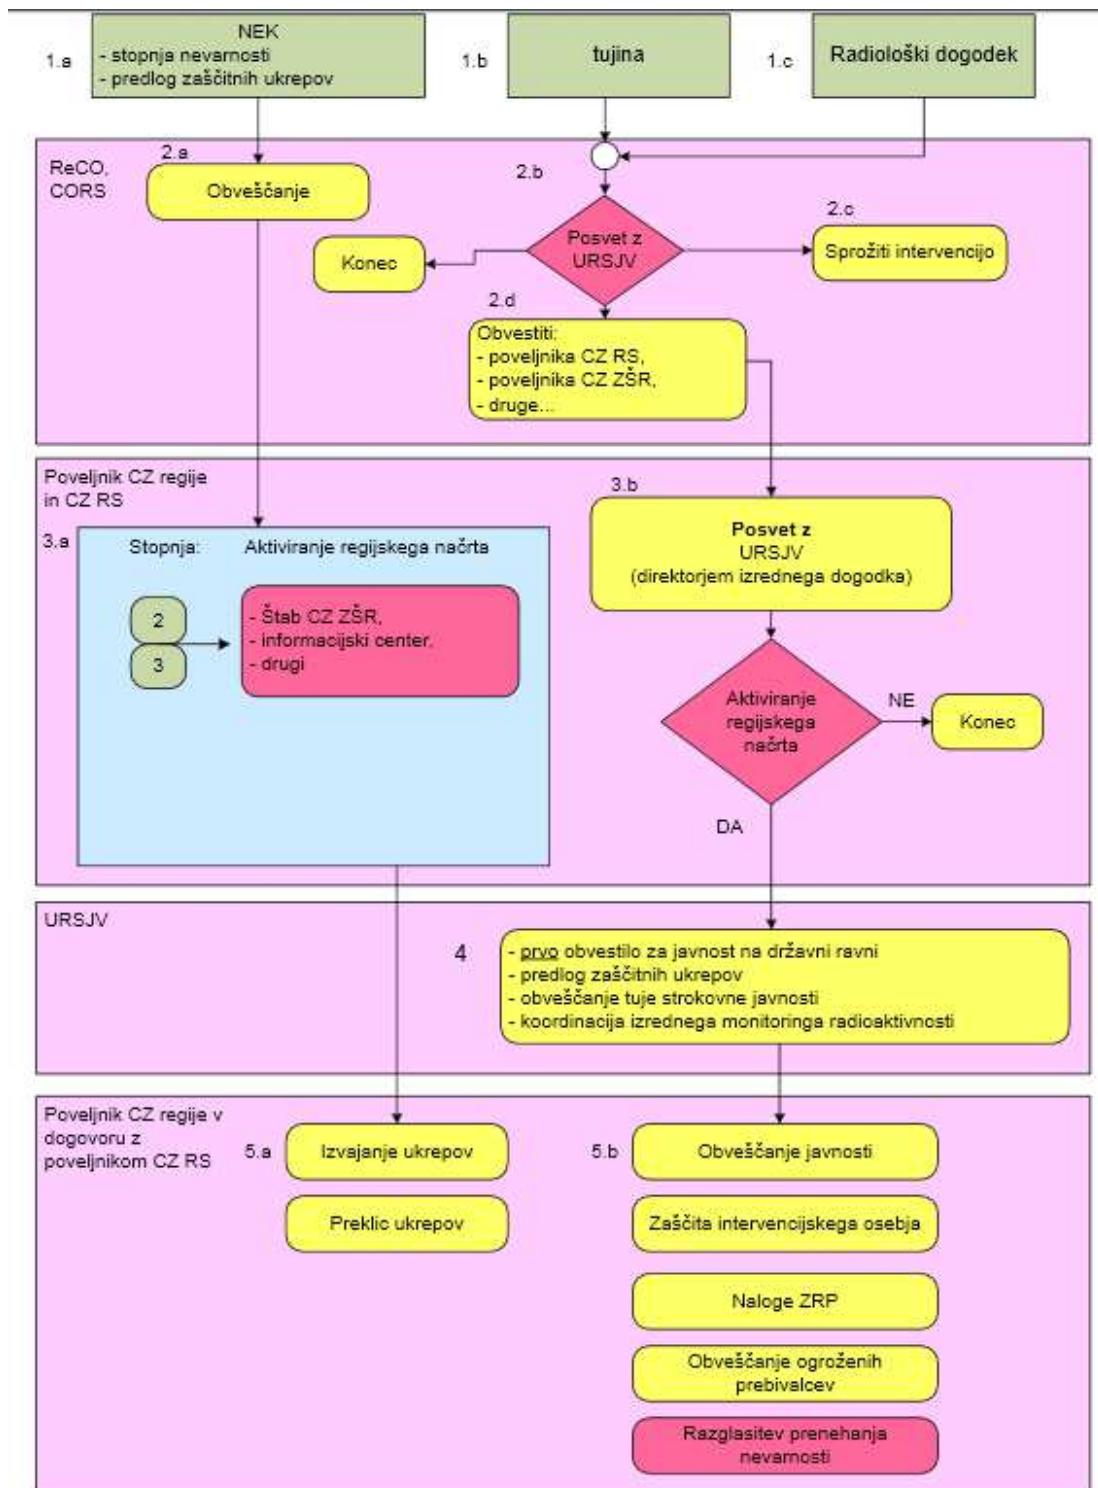 1.a
NEK
- stopnja nevarnosti
- predlog zaščitnih ukrepov
1.b
tujina
1.c
Radiološki dogodek
ReCO,
CORS
2.a
Obveščanje
2.b
Posvet z
URSJV
Konec
2.c
Sprožiti intervencijo
2.d
Obvestiti:
- poveljnika CZ RS,
- poveljnika CZ ZŠR,
- druge...
Poveljnik CZ regije
in CZ RS
3.a
Stopnja:
Aktiviranje regijskega načrta
2
3
- Štab CZ ZŠR,
- informacijski center,
- drugi
3.b
Posvet z
URSJV
(direktorjem izrednega dogodka)
Aktiviranje
regijskega
načrta
NE
Konec
DA
URSJV
4
- prvo obvestilo za javnost na državni ravni
- predlog zaščitnih ukrepov
- obveščanje tuje strokovne javnosti
- koordinacija izrednega monitoringa radioaktivnosti
Poveljnik CZ regije v
dogovoru z
poveljnikom CZ RS
5.a
Izvajanje ukrepov
Preklic ukrepov
5.b
Obveščanje javnosti
Zaščita intervencijskega osebja
Naloge ZRP
Obveščanje ogroženih
prebivalcev
Razglasitev prenehanja
nevarnosti